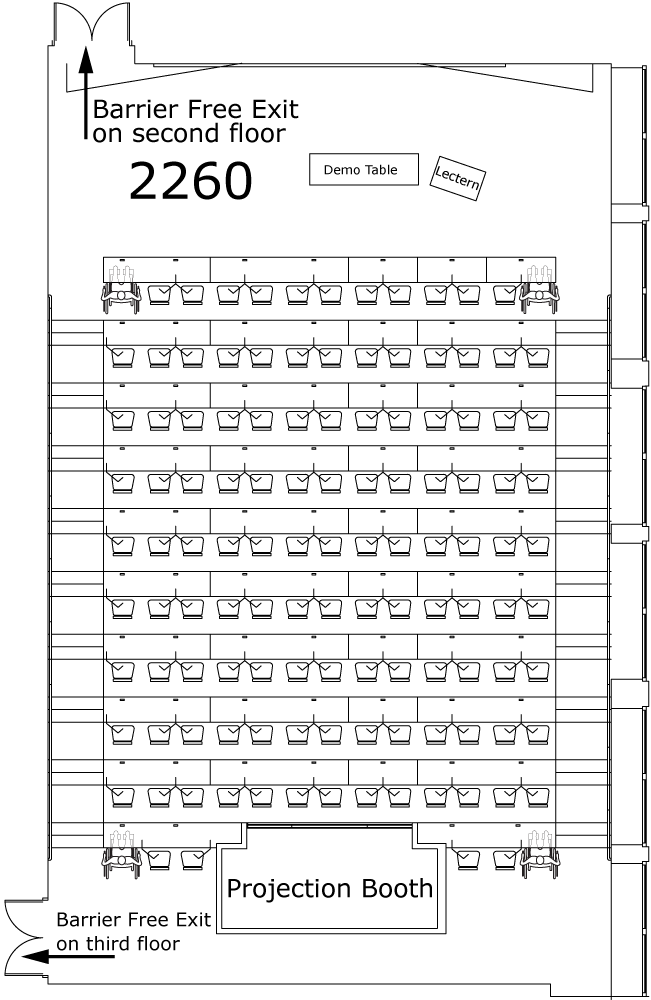 Barrier Free Exit
on second floor
2260
Demo Table
Lectern
Projection Booth
Barrier Free Exit
on third floor